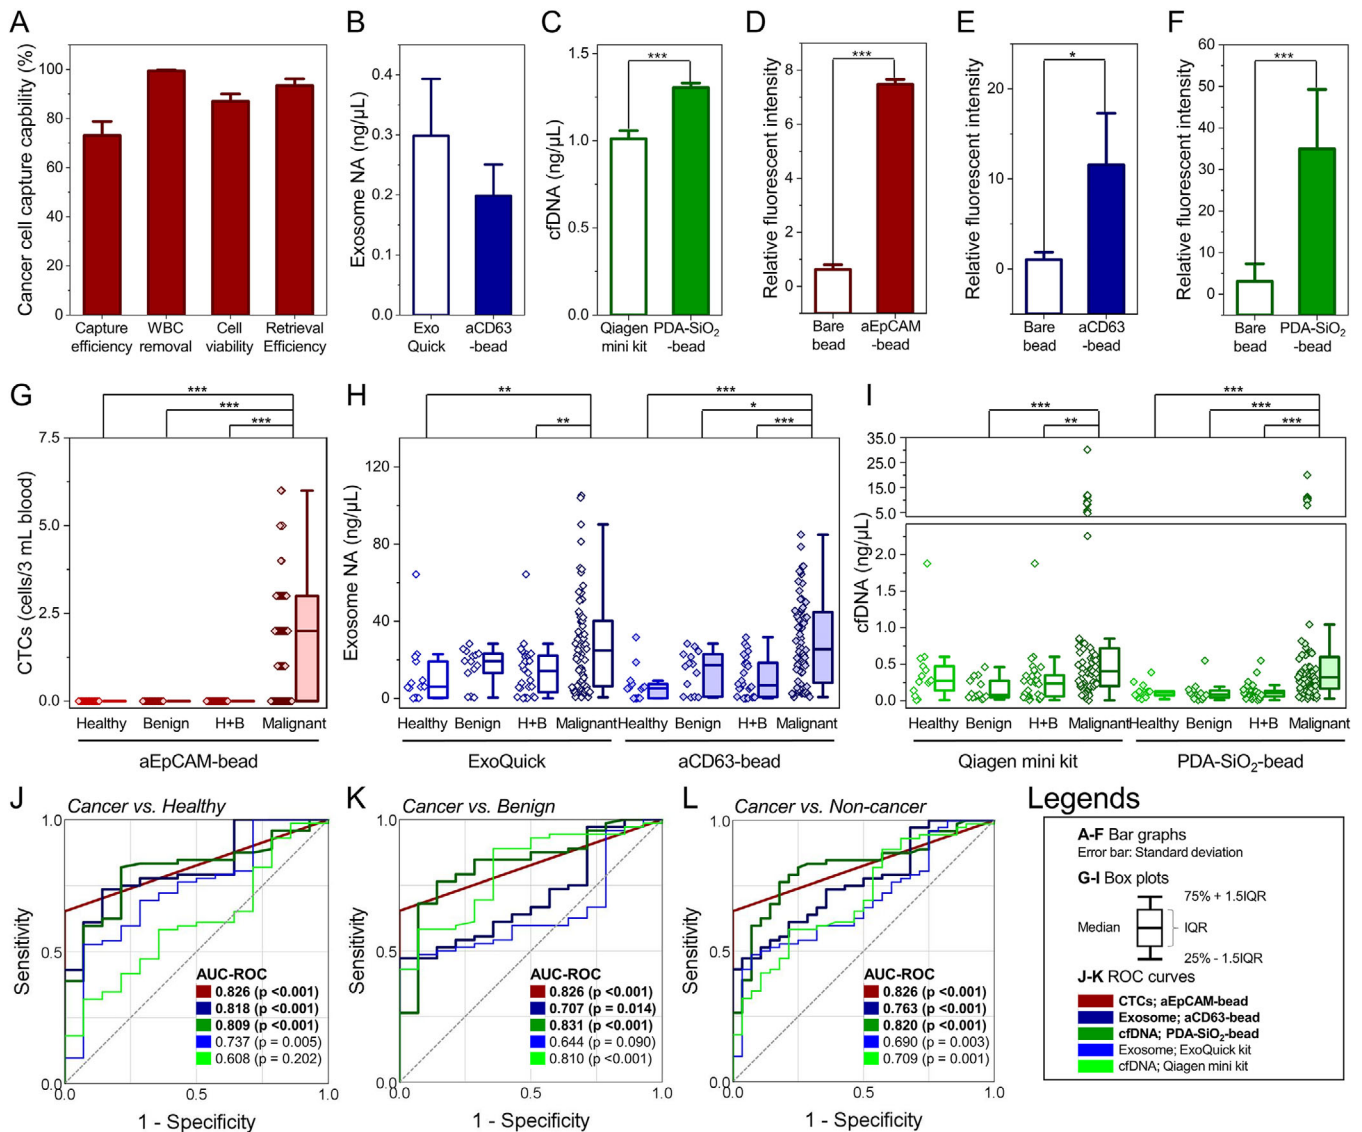 A
Cancer cell capture capbility (%)
100
80
60
40
20
0
Capture efficiency
WBC removal
Cell viability
Retrieval Efficiency
B
Exosome NA (ng/μL)
0.4
0.3
0.2
0.1
0.0
Exo Quick
aCD63 -bead
C
cfDNA (ng/μL)
1.5
1.0
0.5
0.0
***
Qiagen mini kit
PDA-SiO2 -bead
D
Relative fluorescent intensity
8
6
4
2
0
***
Bare bead
aEpCAM -bead
E
Relative fluorescent intensity
20
10
0
*
Bare bead
aCD63 -bead
F
Relative fluorescent intensity
60
50
40
30
20
10
0
***
Bare bead
PDA-SiO2 -bead
G
***
***
***
CTCs (cells/3 mL blood)
7.5
5.0
2.5
0.0
Healthy
Benign
H+B
Malignant
aEpCAM-bead
H
**
**
***
*
***
Exosome NA (ng/μL)
120
80
40
0
Healthy
Benign
H+B
Malignant
Healthy
Benign
H+B
Malignant
ExoQuick
aCD63-bead
I
***
**
***
***
***
cfDNA (ng/μL)
35.0
25.0
15.0
5.0
2.0
1.5
1.0
0.5
0.0
Healthy
Benign
H+B
Malignant
Healthy
Benign
H+B
Malignant
Qiagen mini kit
PDA-SiO2-bead
J
Cancer vs. Healthy
Sensitivity
1.0
0.5
0.0
AUC-ROC
0.826 (p <0.001)
0.818 (p <0.001)
0.809 (p <0.001)
0.737 (p = 0.005)
0.608 (p = 0.202)
0.0
0.5
1.0
1 - Specificity
K
Cancer vs. Benign
Sensitivity
1.0
0.5
0.0
AUC-ROC
0.826 (p <0.001)
0.707 (p = 0.014)
0.831 (p <0.001)
0.644 (p = 0.090)
0.810 (p <0.001)
0.0
0.5
1.0
1 - Specificity
L
Cancer vs. Non-cancer
Sensitivity
1.0
0.5
0.0
AUC-ROC
0.826 (p <0.001)
0.763 (p <0.001)
0.820 (p <0.001)
0.690 (p = 0.003)
0.709 (p = 0.001)
0.0
0.5
1.0
1 - Specificity
Legends
A-F Bar graphs
Error bar: Standard deviation
G-I Box plots
75% + 1.5IQR
Median
IQR
25% - 1.5IQR
J-K ROC curves
CTCs; aEpCAM-bead
Exosome; aCD63-bead
cfDNA; PDA-SiO2-bead
Exosome; ExoQuick kit
cfDNA; Qiagen mini kit